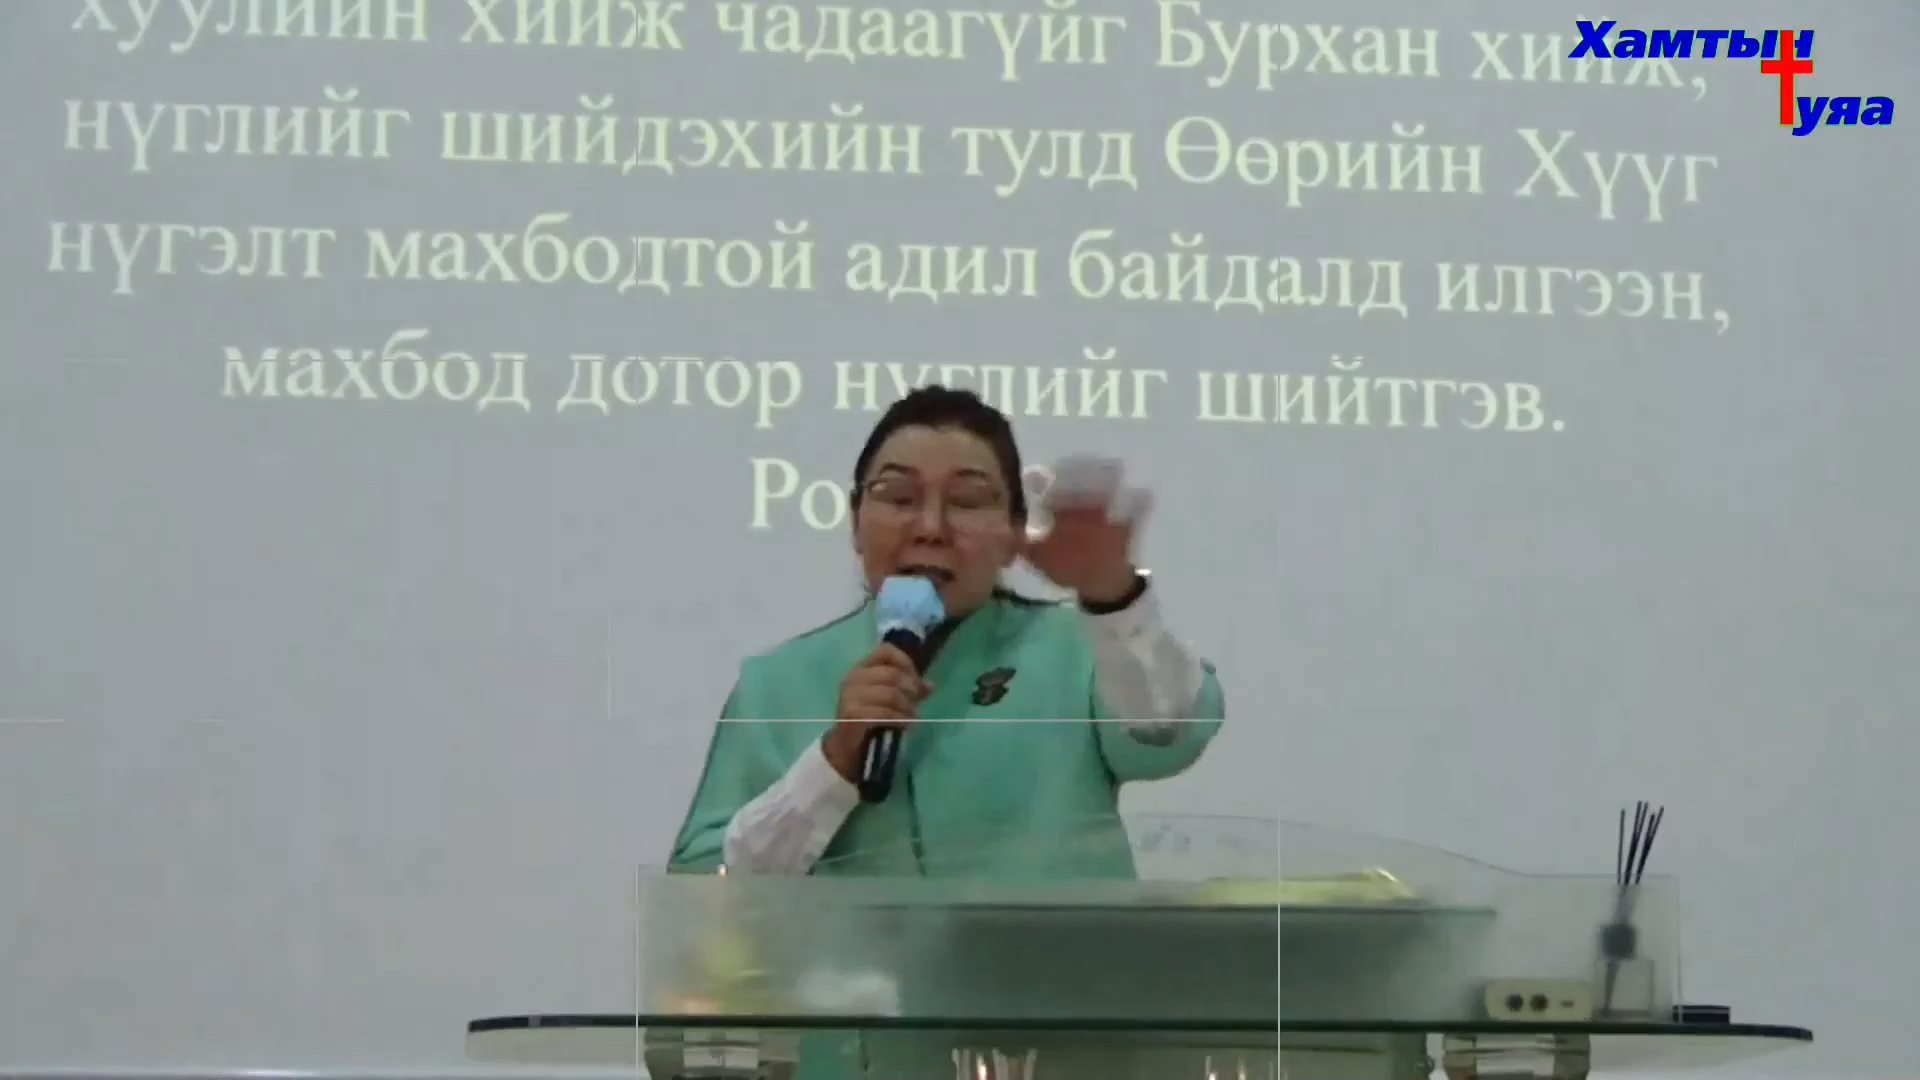 хуулийн хийж чадаагүйг Бурхан хийж,
нүглийг шийдэхийн тулд Өөрийн Хүүг
нүгэлт махбодтой адил байдалд илгээн,
махбод дотор нүглийг шийтгэв.
Хамтын
туяа